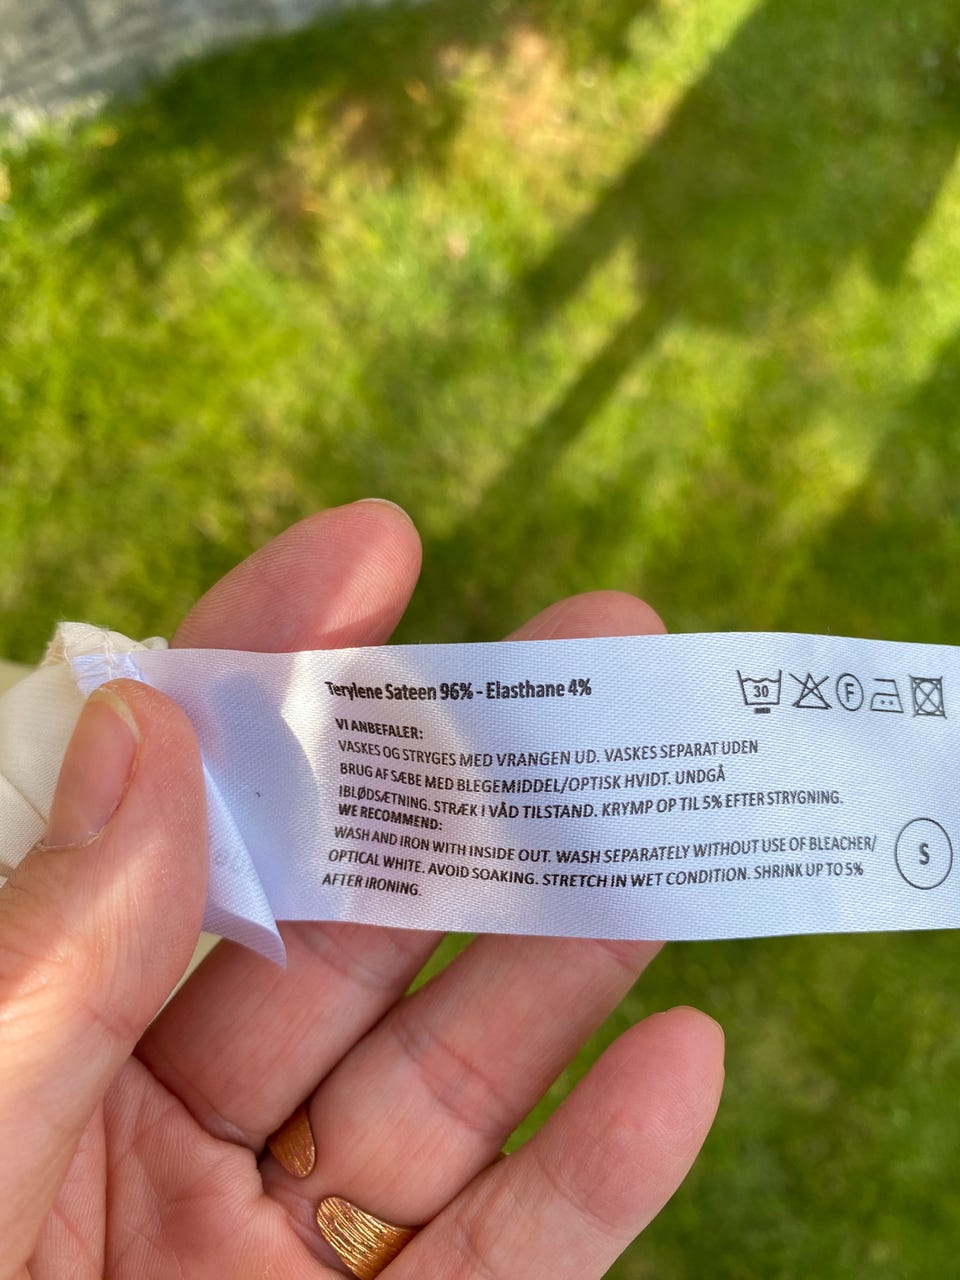 Terylene Sateen 96% - Elasthane 4%
30
F
VI ANBEFALER:
VASKES OG STRYGES MED VRANGEN UD. VASKES SEPARAT UDEN
BRUG AF SÆBE MED BLEGEMIDDEL/OPTISK HVIDT. UNDGÅ
IBLØDSÆTNING. STRÆK I VÅD TILSTAND. KRYMP OP TIL 5% EFTER STRYGNING.
WE RECOMMEND:
WASH AND IRON WITH INSIDE OUT. WASH SEPARATELY WITHOUT USE OF BLEACHER/
OPTICAL WHITE. AVOID SOAKING. STRETCH IN WET CONDITION. SHRINK UP TO 5%
AFTER IRONING.
S